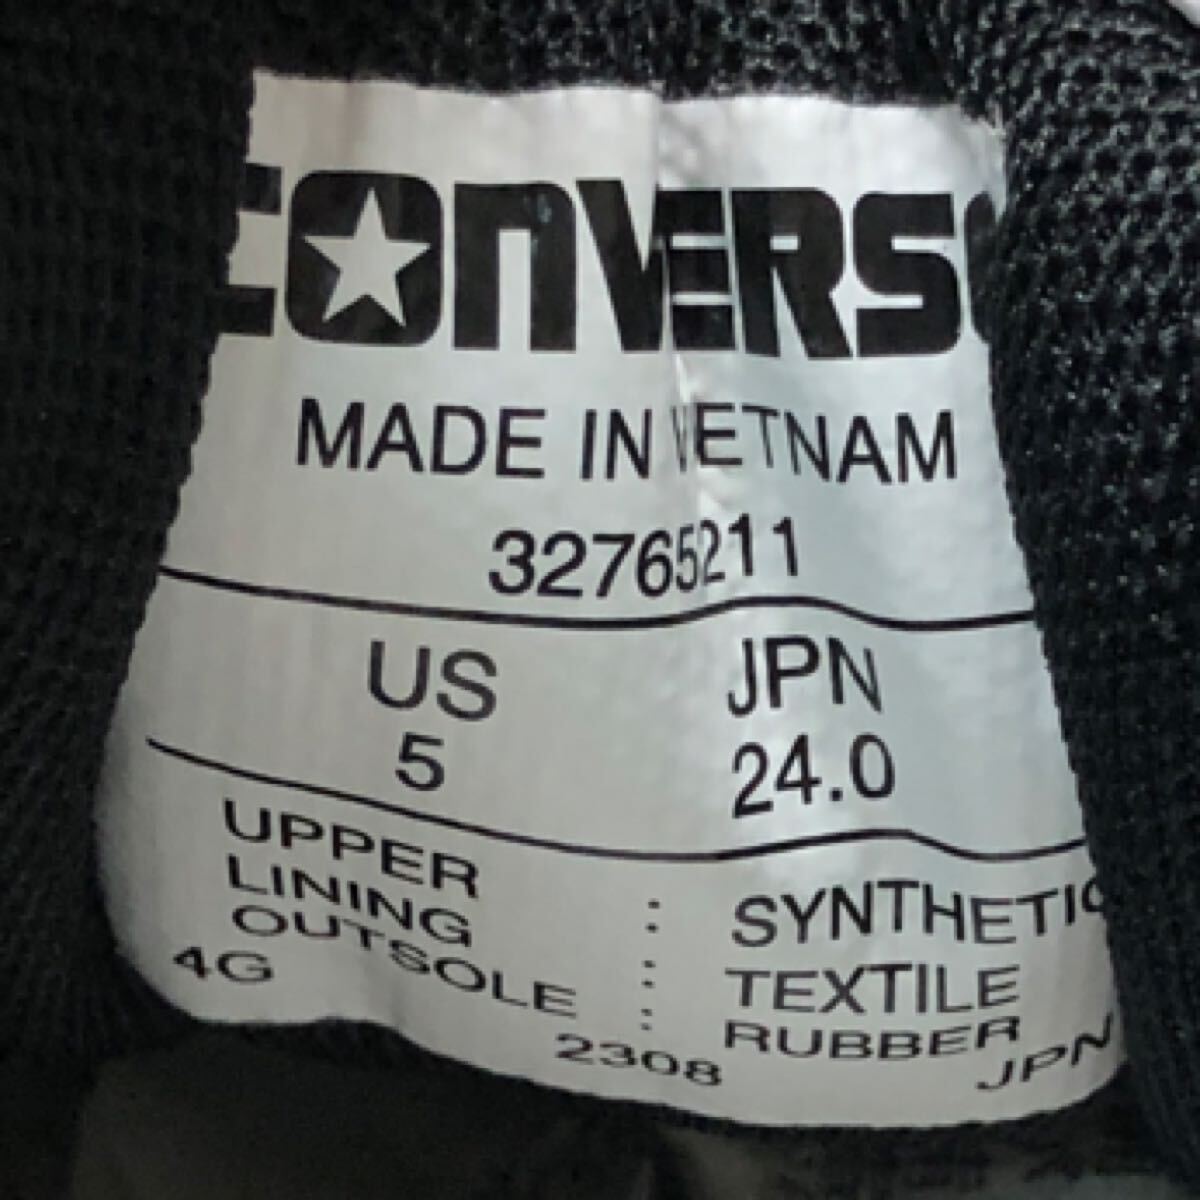 CONVERSE
MADE IN VIETNAM
32765211
US JPN
5 24.0
UPPER : SYNTHETIC
LINING : TEXTILE
OUTSOLE : RUBBER
4G 2308 JPN